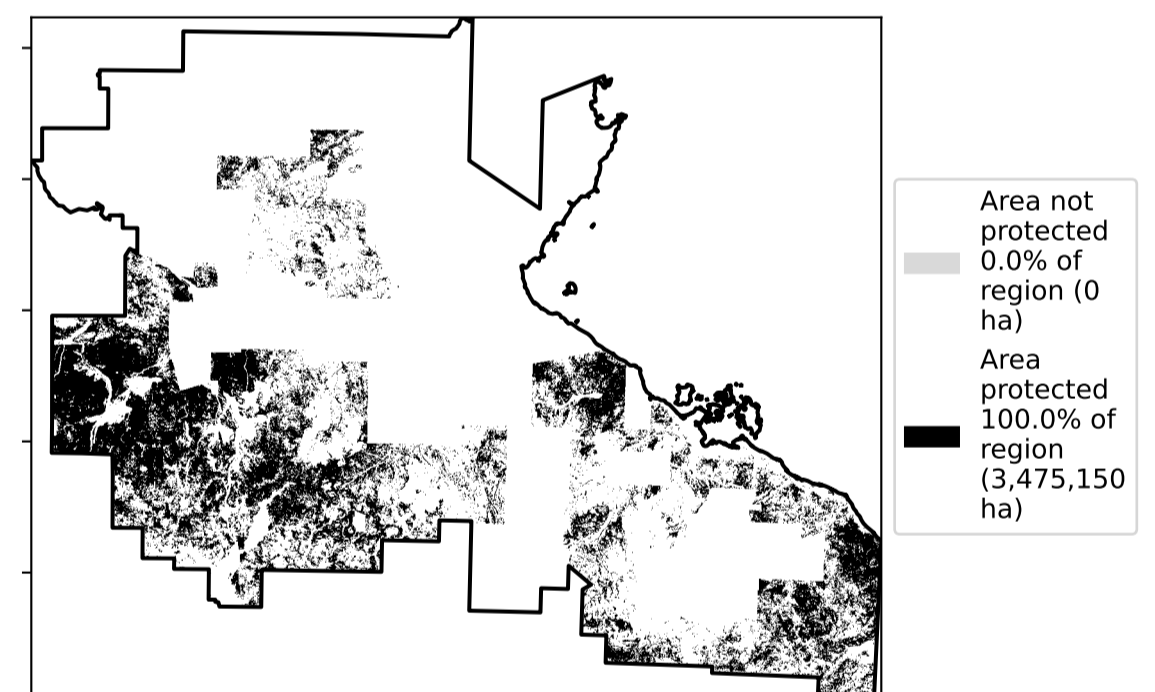 Area not
protected
0.0% of
region (0
ha)
Area
protected
100.0% of
region
(3,475,150
ha)